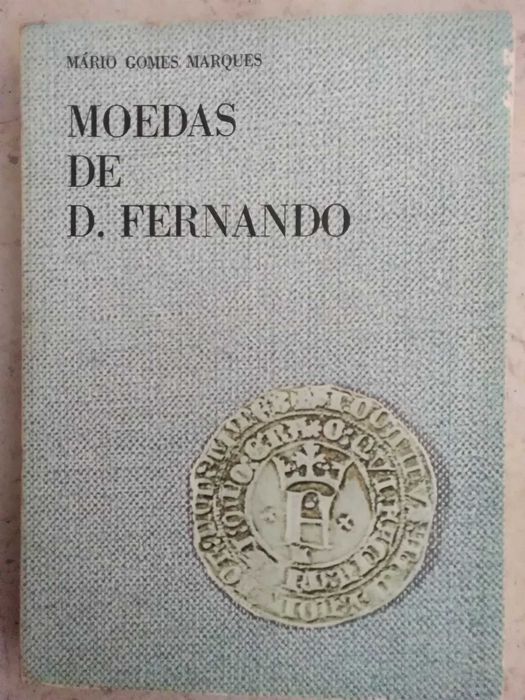 MÁRIO GOMES MARQUES
MOEDAS
DE
D. FERNANDO